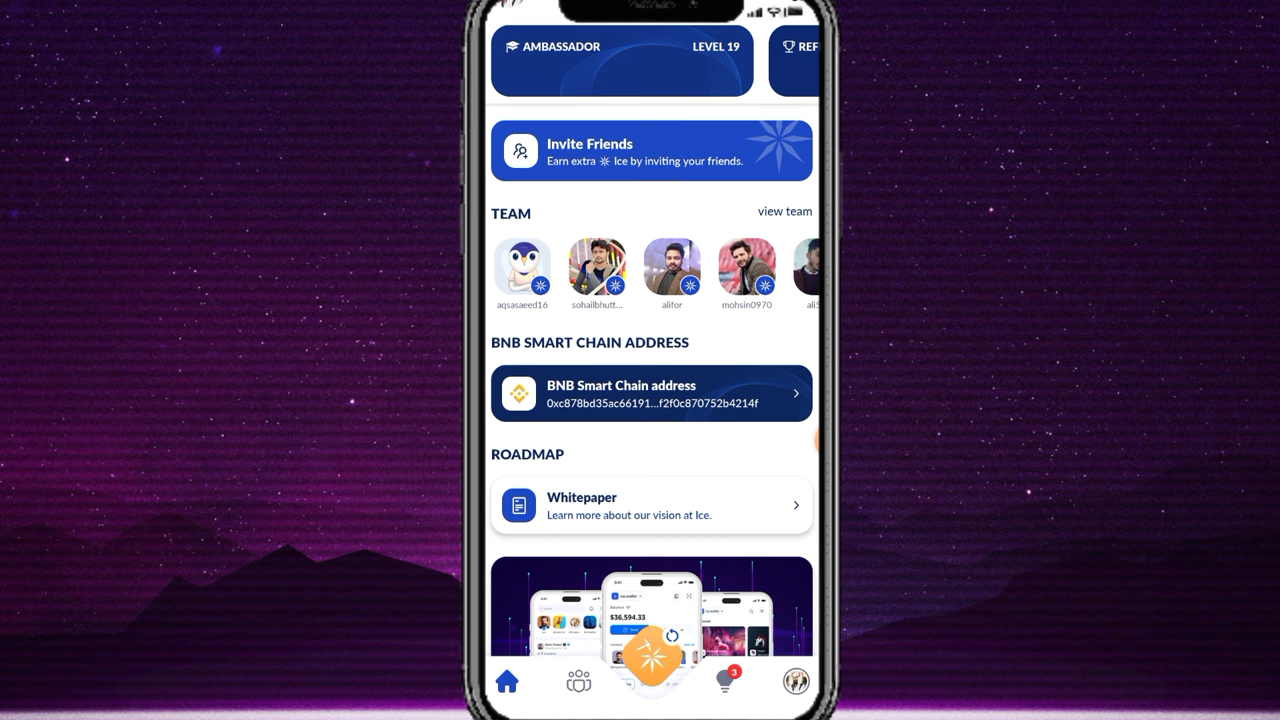 AMBASSADOR LEVEL 19
REF
Invite Friends
Earn extra Ice by inviting your friends.
TEAM view team
aqsasaeed16 sohailbhutt... alifor mohsin0970
BNB SMART CHAIN ADDRESS
BNB Smart Chain address
0xc878bd35ac66191...f2f0c870752b4214f
ROADMAP
Whitepaper
Learn more about our vision at Ice.
$36,594.33
3